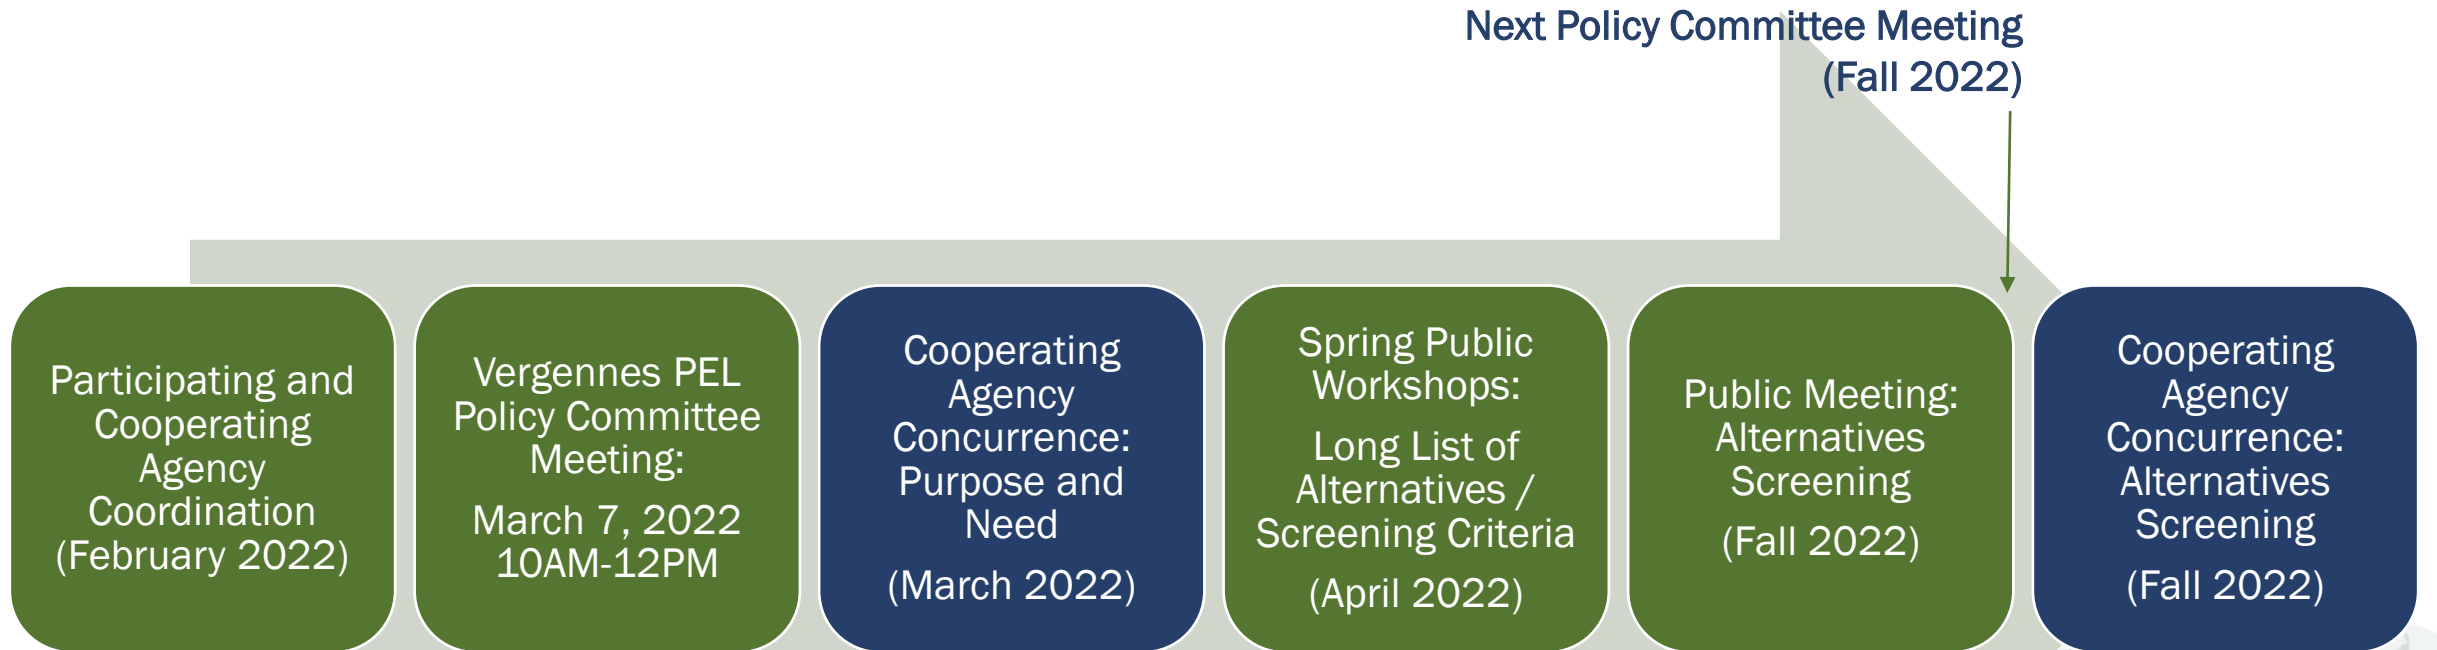 Next Policy Committee Meeting
(Fall 2022)
Participating and
Cooperating
Agency
Coordination
(February 2022)
Vergennes PEL
Policy Committee
Meeting:
March 7, 2022
10AM-12PM
Cooperating
Agency
Concurrence:
Purpose and
Need
(March 2022)
Spring Public
Workshops:
Long List of
Alternatives /
Screening Criteria
(April 2022)
Public Meeting:
Alternatives
Screening
(Fall 2022)
Cooperating
Agency
Concurrence:
Alternatives
Screening
(Fall 2022)